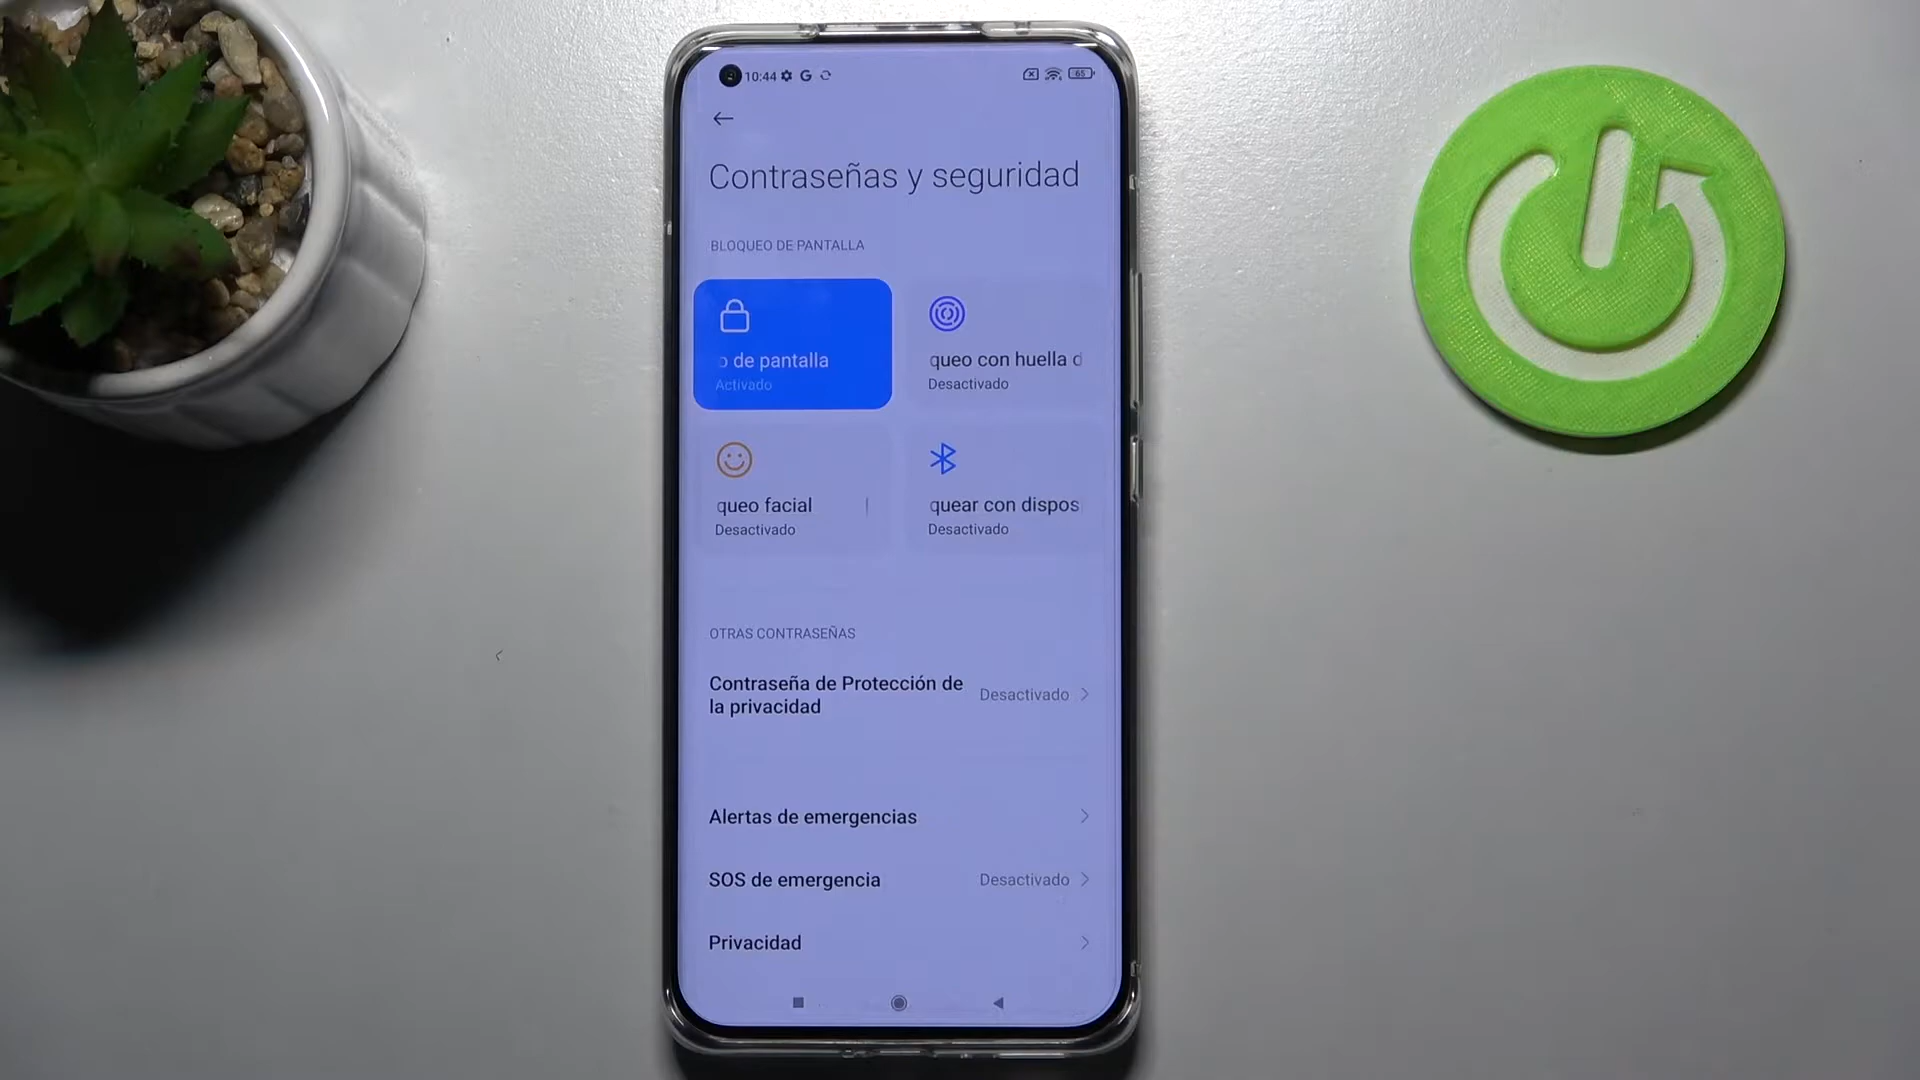 10:44
65
Contraseñas y seguridad
BLOQUEO DE PANTALLA
o de pantalla
Activado
queo con huella d
Desactivado
queo facial
Desactivado
quear con dispos
Desactivado
OTRAS CONTRASEÑAS
Contraseña de Protección de
la privacidad
Desactivado
Alertas de emergencias
SOS de emergencia
Desactivado
Privacidad